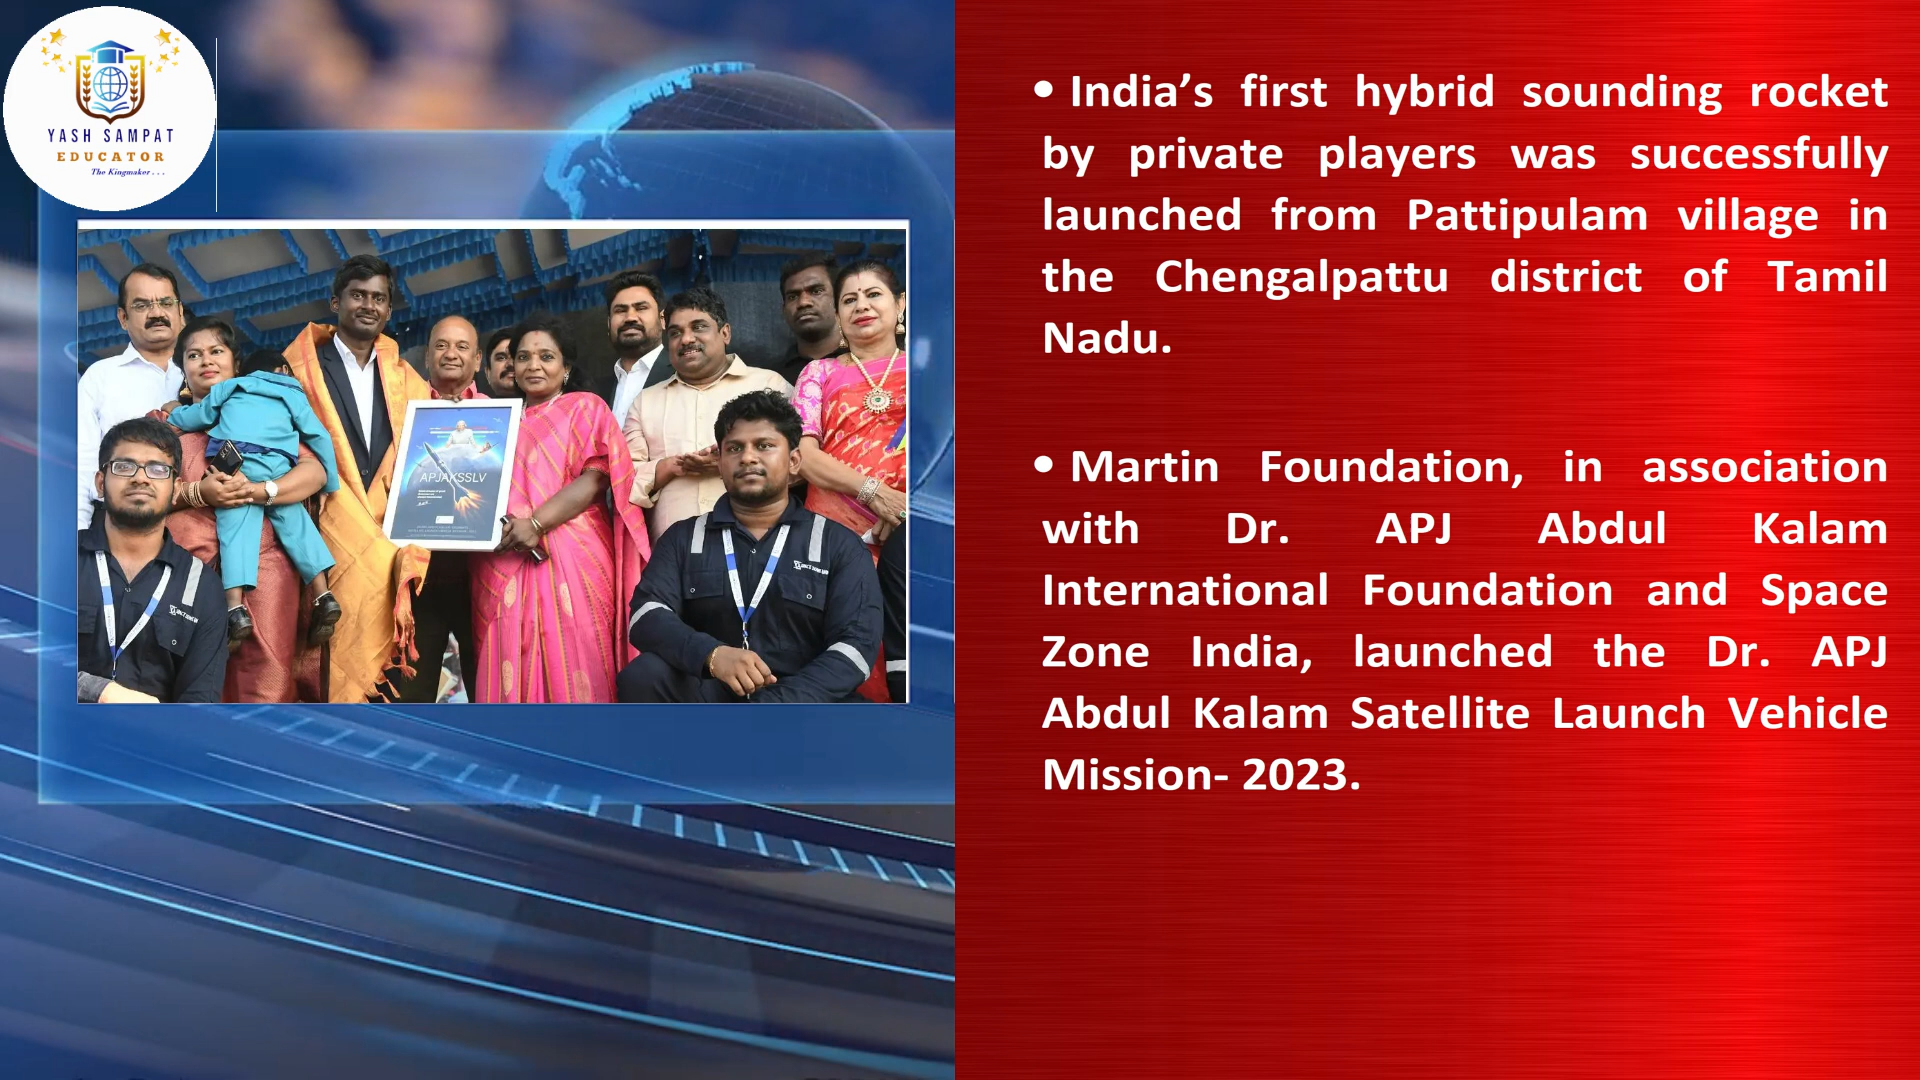 YASH SAMPAT
EDUCATOR
The Kingmaker . . .
APJAKSSLV
• India’s first hybrid sounding rocket
by private players was successfully
launched from Pattipulam village in
the Chengalpattu district of Tamil
Nadu.
• Martin Foundation, in association
with Dr. APJ Abdul Kalam
International Foundation and Space
Zone India, launched the Dr. APJ
Abdul Kalam Satellite Launch Vehicle
Mission- 2023.